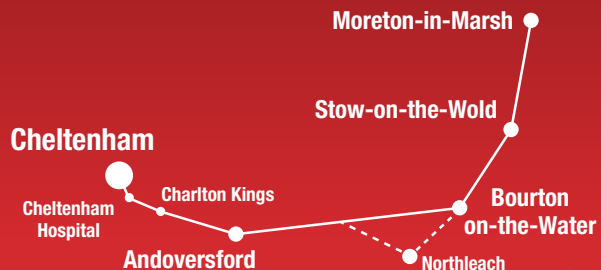 Moreton-in-Marsh
Stow-on-the-Wold
Cheltenham
Charlton Kings
Cheltenham
Hospital
Bourton
on-the-Water
Andoversford
Northleach